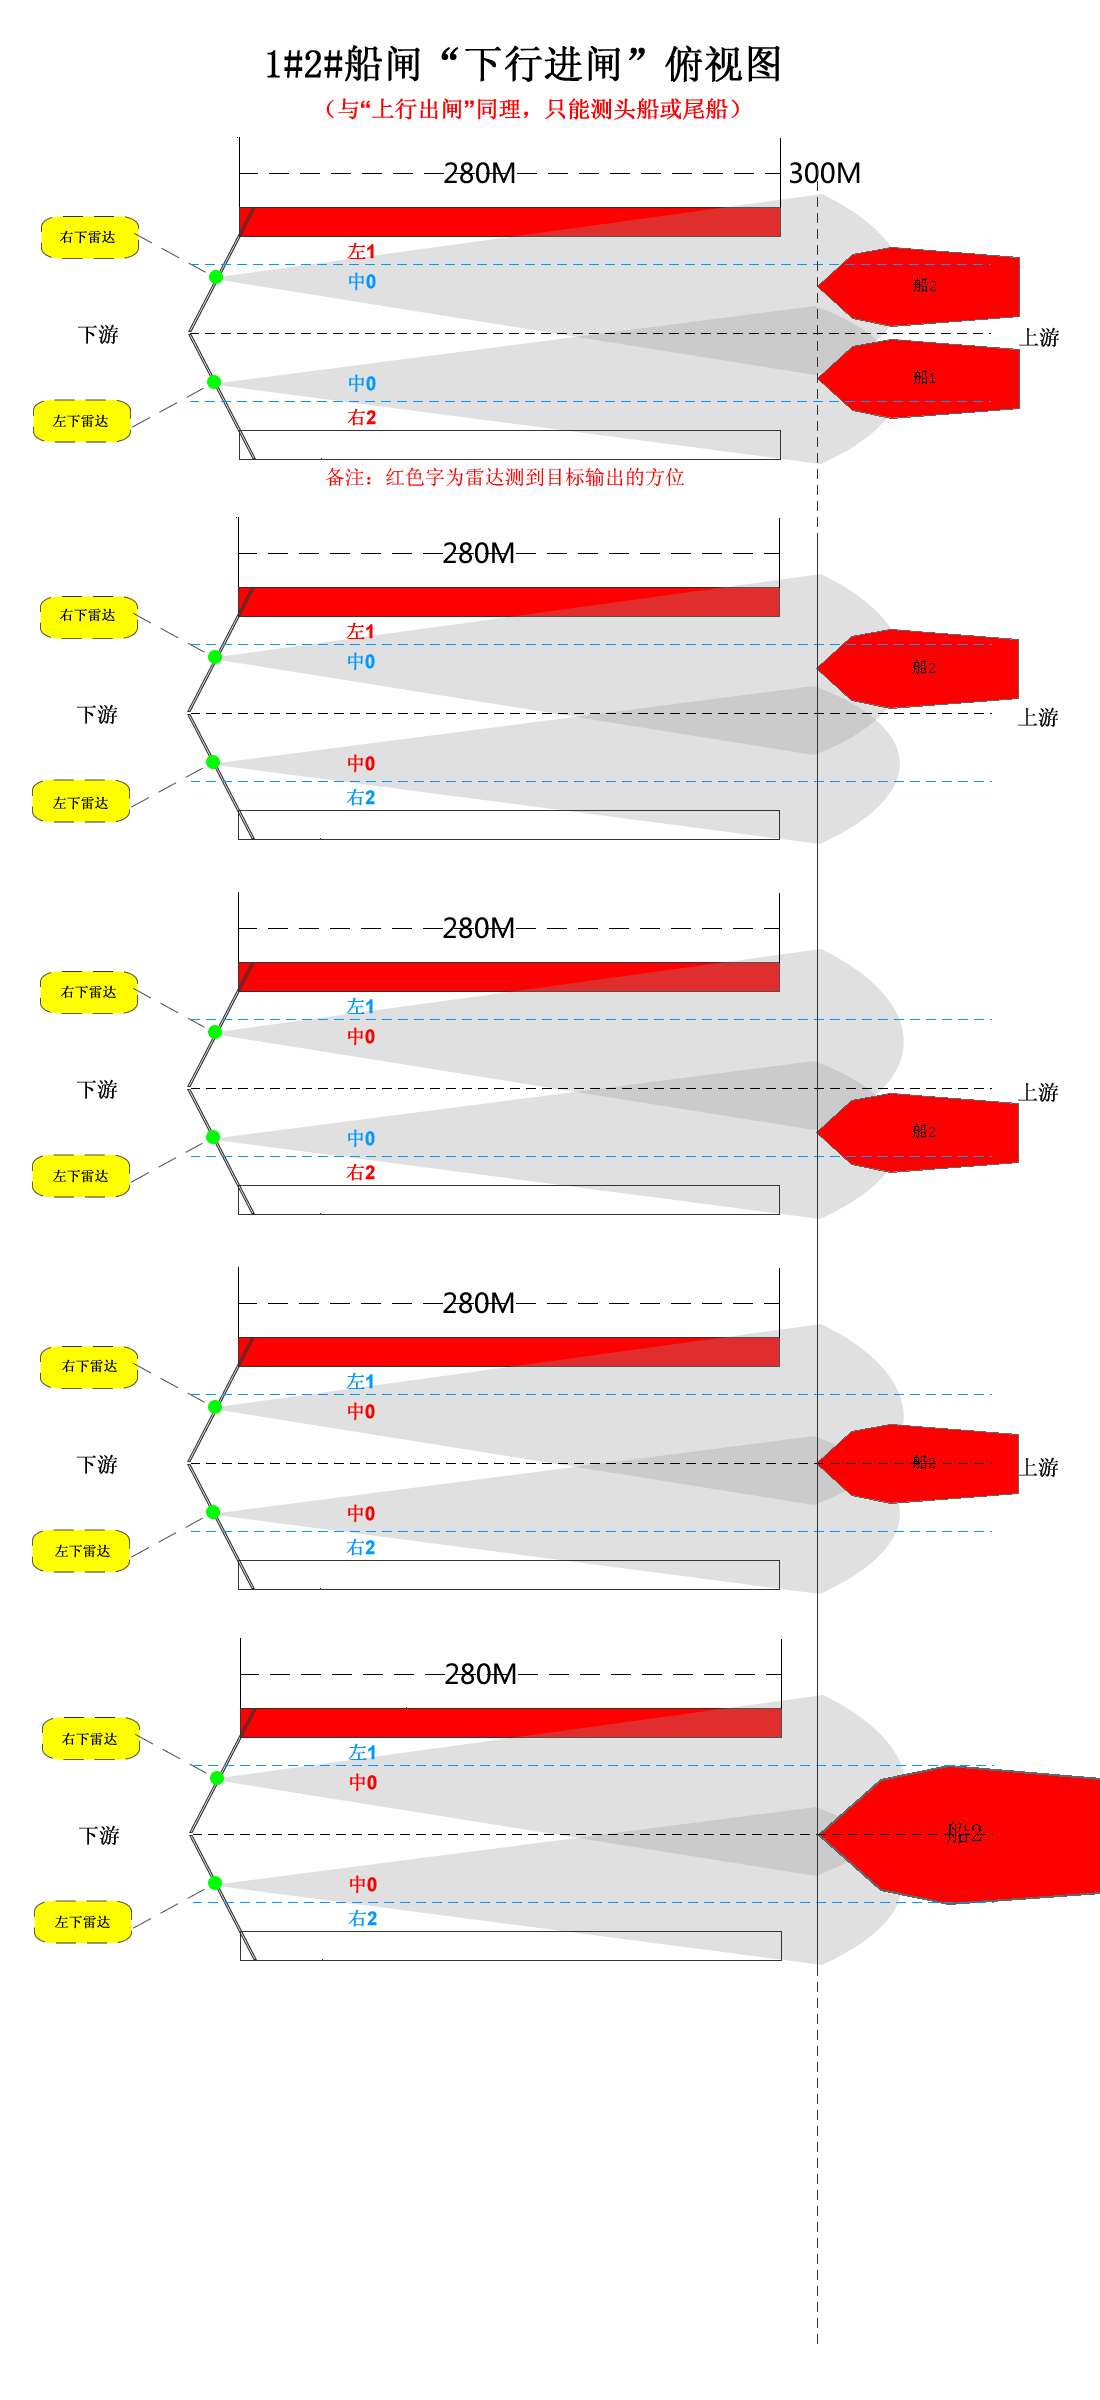 1#2#船闸“下行进闸”俯视图
（与“上行出闸”同理，只能测头船或尾船）
280M
300M
右下雷达
左1
中0
船2
下游
上游
中0
船1
左下雷达
右2
备注：红色字为雷达测到目标输出的方位
280M
右下雷达
左1
中0
船2
下游
上游
中0
左下雷达
右2
280M
右下雷达
左1
中0
下游
上游
中0
船2
左下雷达
右2
280M
右下雷达
左1
中0
下游
船2
上游
中0
左下雷达
右2
280M
右下雷达
左1
中0
下游
船2
中0
左下雷达
右2